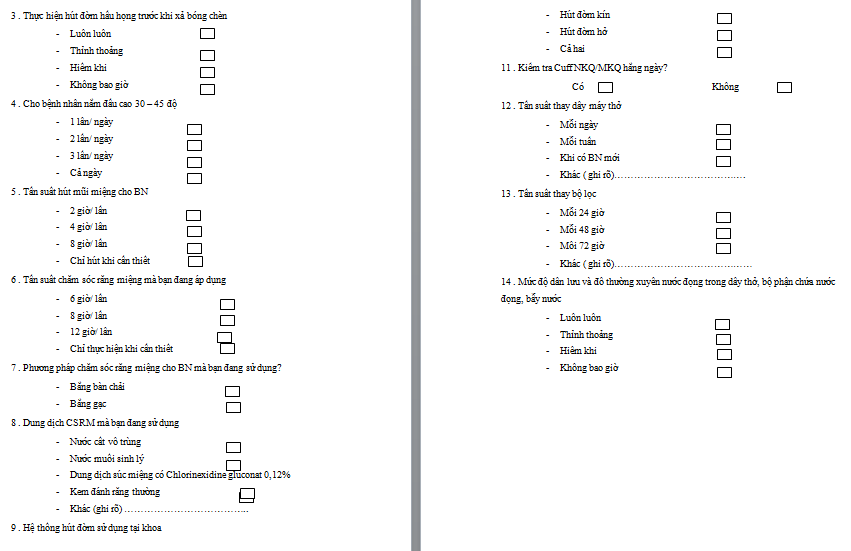 3 . Thực hiện hút đờm hầu họng trước khi xả bóng chèn
- Luôn luôn
- Thỉnh thoảng
- Hiếm khi
- Không bao giờ
4 . Cho bệnh nhân nằm đầu cao 30 – 45 độ
- 1 lần/ ngày
- 2 lần/ ngày
- 3 lần/ ngày
- Cả ngày
5 . Tần suất hút mũi miệng cho BN
- 2 giờ/ lần
- 4 giờ/ lần
- 8 giờ/ lần
- Chỉ hút khi cần thiết
6 . Tần suất chăm sóc răng miệng mà bạn đang áp dụng
- 6 giờ/ lần
- 8 giờ/ lần
- 12 giờ/ lần
- Chỉ thực hiện khi cần thiết
7 . Phương pháp chăm sóc răng miệng cho BN mà bạn đang sử dụng?
- Bằng bàn chải
- Bằng gạc
8 . Dung dịch CSRM mà bạn đang sử dụng
- Nước cất vô trùng
- Nước muối sinh lý
- Dung dịch súc miệng có Chlorinexidine gluconat 0,12%
- Kem đánh răng thường
- Khác (ghi rõ) …………………………………..
9 . Hệ thống hút đờm sử dụng tại khoa
- Hút đờm kín
- Hút đờm hở
- Cả hai
11 . Kiểm tra Cuff NKQ/MKQ hằng ngày?
Có Không
12 . Tần suất thay dây máy thở
- Mỗi ngày
- Mỗi tuần
- Khi có BN mới
- Khác ( ghi rõ)……………………………………
13 . Tần suất thay bộ lọc
- Mỗi 24 giờ
- Mỗi 48 giờ
- Môi 72 giờ
- Khác ( ghi rõ)………………………………………
14 . Mức độ dẫn lưu và đổ thường xuyên nước đọng trong dây thở, bộ phận chứa nước
đọng, bẫy nước
- Luôn luôn
- Thỉnh thoảng
- Hiếm khi
- Không bao giờ